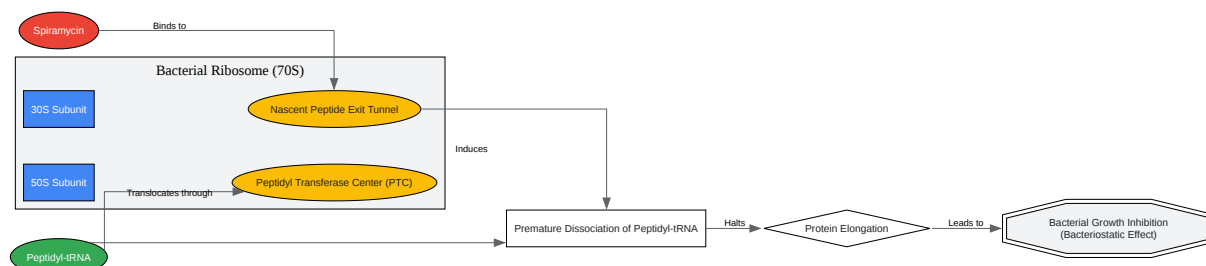 Spiramycin
Binds to
Bacterial Ribosome (70S)
30S Subunit
Nascent Peptide Exit Tunnel
Induces
50S Subunit
Peptidyl Transferase Center (PTC)
Translocates through
Premature Dissociation of Peptidyl-tRNA
Halts
Protein Elongation
Leads to
Bacterial Growth Inhibition
(Bacteriostatic Effect)
Peptidyl-tRNA